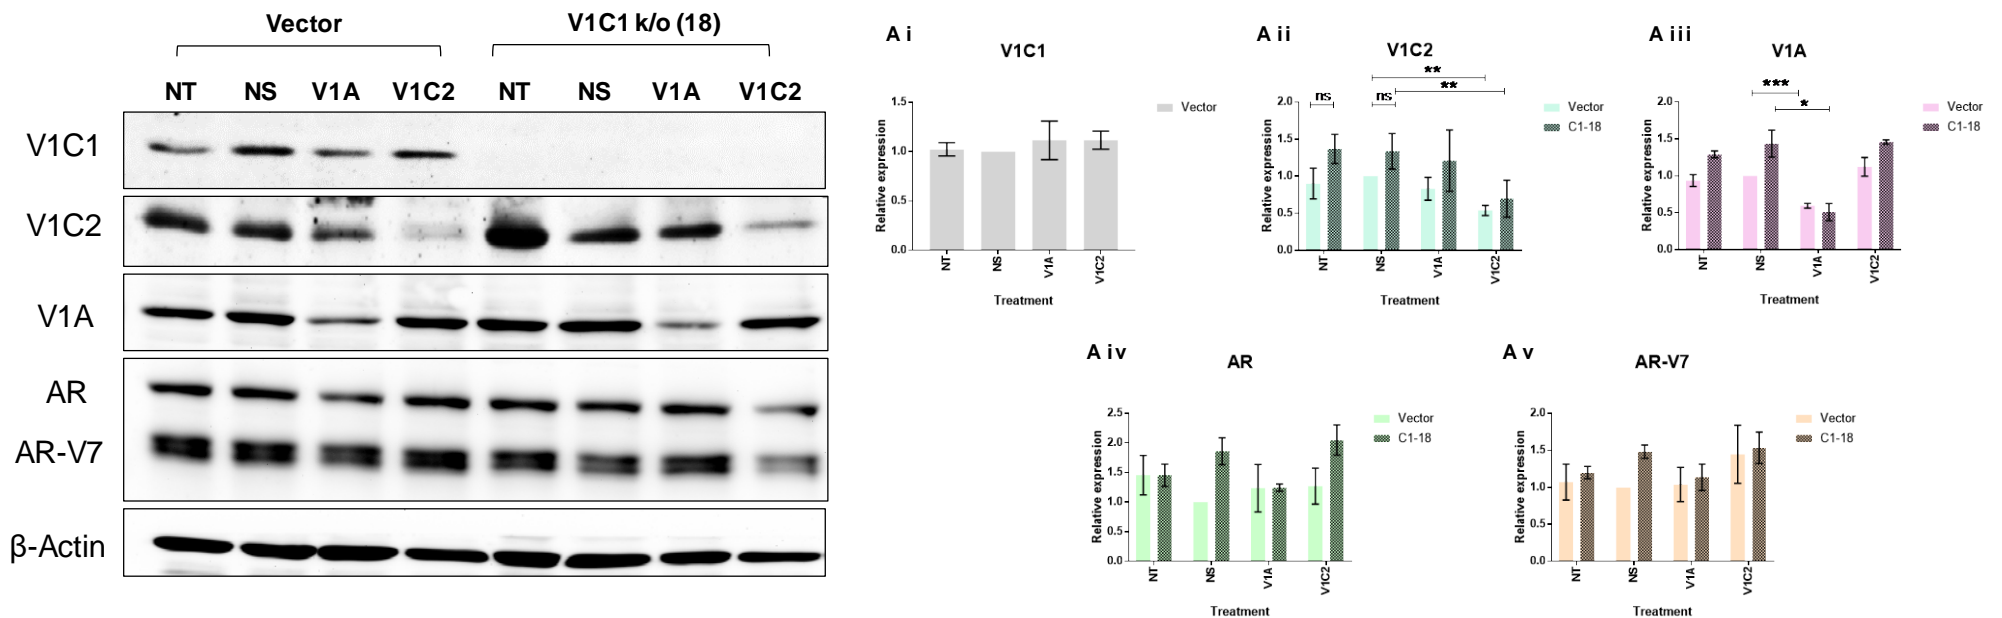 Vector V1C1 k/o (18)
NT NS V1A V1C2 NT NS V1A V1C2
V1C1
V1C2
V1A
AR
AR-V7
β-Actin
A i
V1C1
Relative expression
1.5
1.0
0.5
0.0
NT NS V1A V1C2
Treatment
Vector
A ii
V1C2
** 
**
ns ns
Relative expression
2.0
1.5
1.0
0.5
0.0
NT NS V1A V1C2
Treatment
Vector
C1-18
A iii
V1A
***
*
Relative expression
2.0
1.5
1.0
0.5
0.0
NT NS V1A V1C2
Treatment
Vector
C1-18
A iv
AR
Relative expression
2.5
2.0
1.5
1.0
0.5
0.0
NT NS V1A V1C2
Treatment
Vector
C1-18
A v
AR-V7
Relative expression
2.0
1.5
1.0
0.5
0.0
NT NS V1A V1C2
Treatment
Vector
C1-18